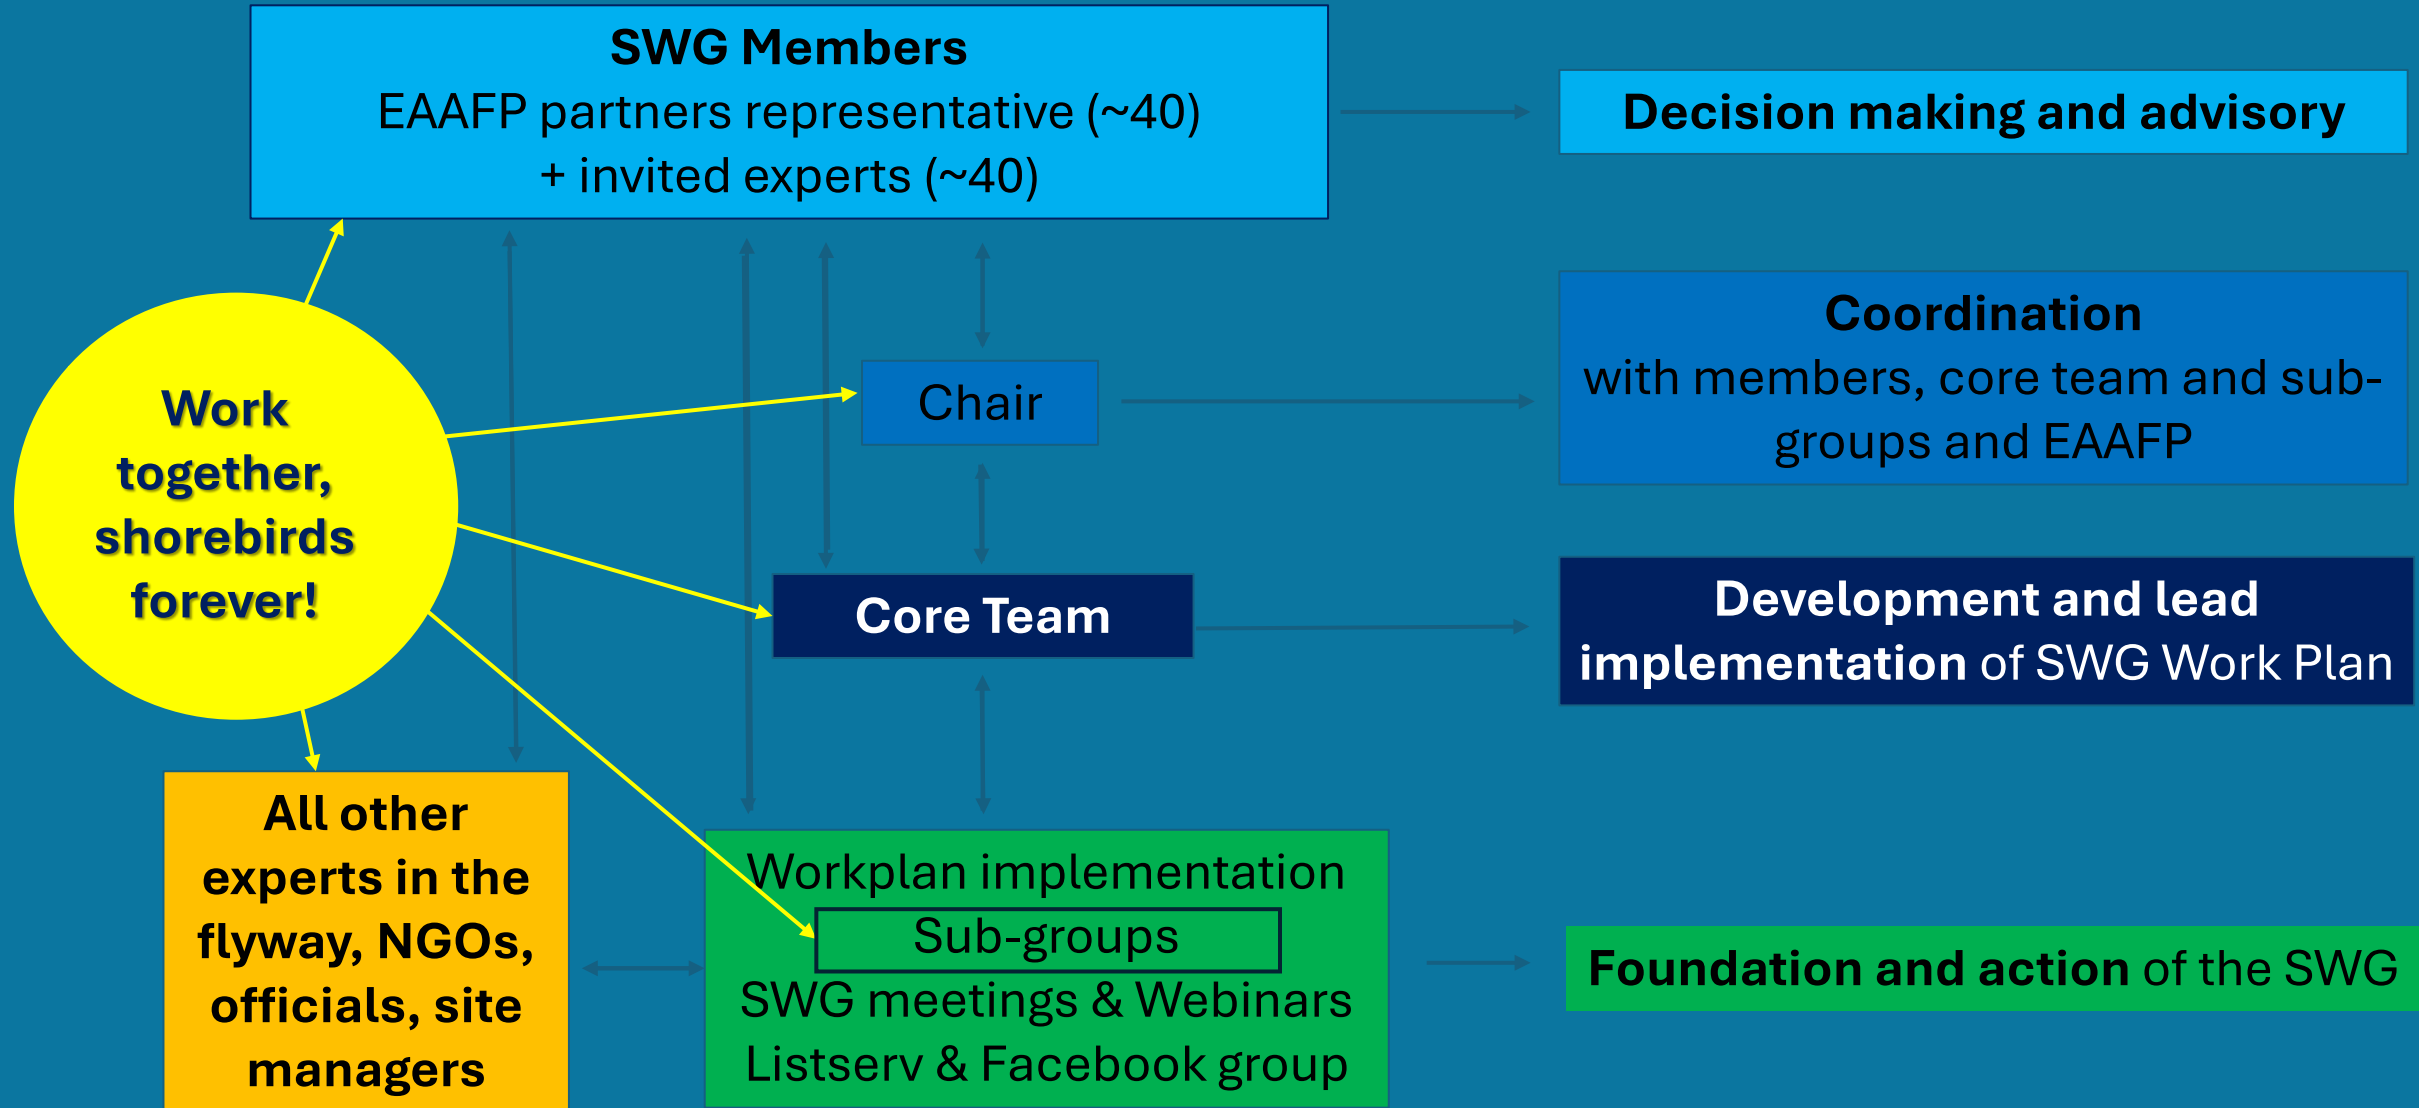 SWG Members
EAAFP partners representative (~40)
+ invited experts (~40)
Decision making and advisory
Coordination
with members, core team and sub-
groups and EAAFP
Chair
Work
together,
shorebirds
forever!
Core Team
Development and lead
implementation of SWG Work Plan
All other
experts in the
flyway, NGOs,
officials, site
managers
Workplan implementation
Sub-groups
SWG meetings & Webinars
Listserv & Facebook group
Foundation and action of the SWG